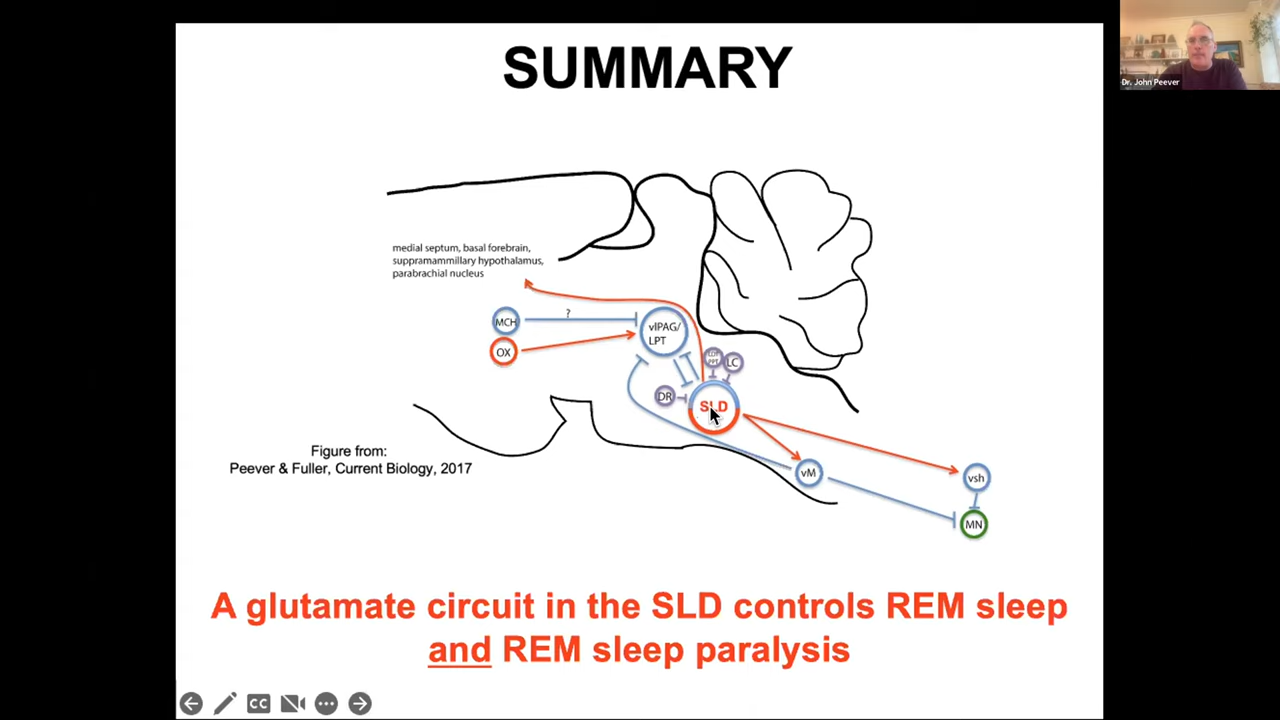 SUMMARY
Dr. John Peever
medial septum, basal forebrain,
suppramammillary hypothalamus,
parabrachial nucleus
MCH
?
vlPAG/
LPT
OX
LC
DR
SLD
Figure from:
Peever & Fuller, Current Biology, 2017
vM
vsh
MN
A glutamate circuit in the SLD controls REM sleep
and REM sleep paralysis
CC